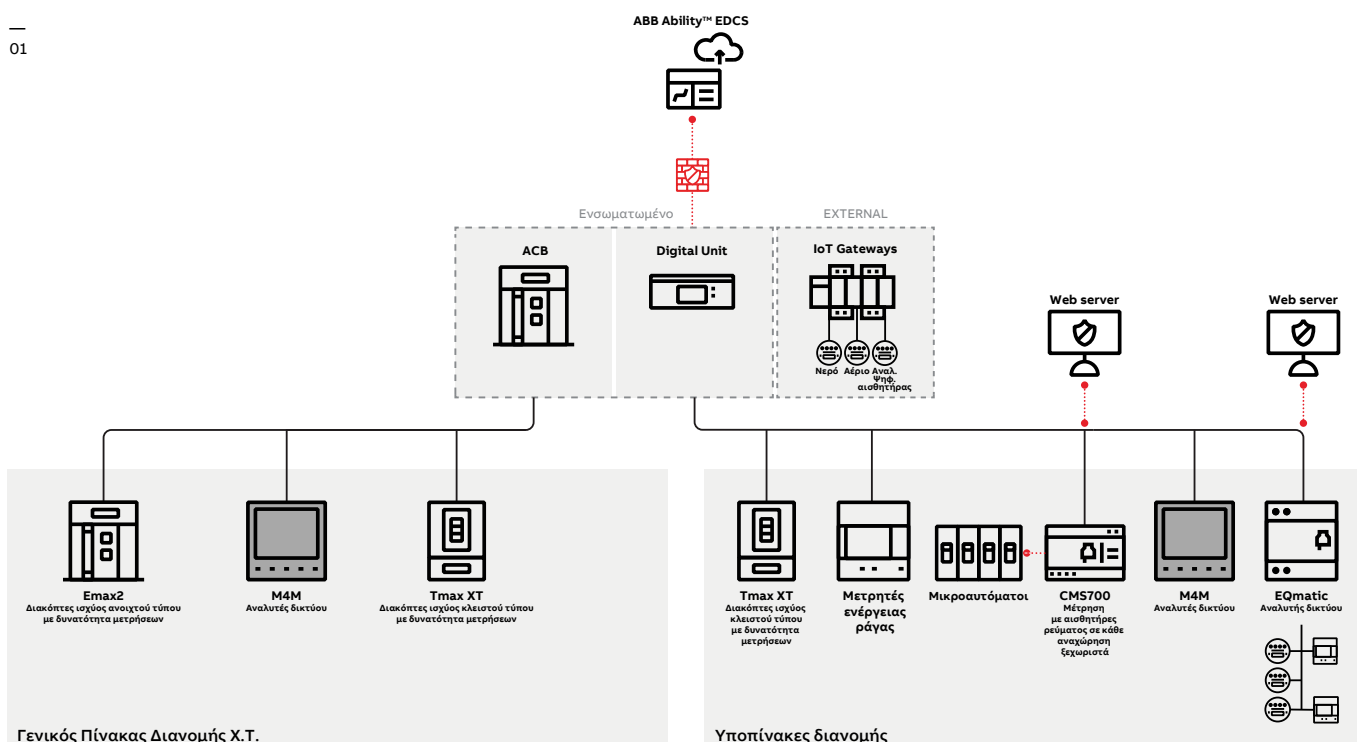 —
01
ABB Ability™ EDCS
Ενσωματωμένο
EXTERNAL
ACB
Digital Unit
IoT Gateways
Νερό
Αέριο
Αναλ.
Ψηφ.
αισθητήρας
Web server
Web server
Emax2
Διακόπτες ισχύος ανοιχτού τύπου
με δυνατότητα μετρήσεων
M4M
Αναλυτές δικτύου
Tmax XT
Διακόπτες ισχύος κλειστού τύπου
με δυνατότητα μετρήσεων
Tmax XT
Διακόπτες ισχύος
κλειστού τύπου
με δυνατότητα
μετρήσεων
Μετρητές
ενέργειας
ράγας
Μικροαυτόματοι
CMS700
Μέτρηση
με αισθητήρες
ρεύματος σε κάθε
αναχώρηση
ξεχωριστά
M4M
Αναλυτές δικτύου
EQmatic
Αναλυτής δικτύου
Γενικός Πίνακας Διανομής Χ.Τ.
Υποπίνακες διανομής